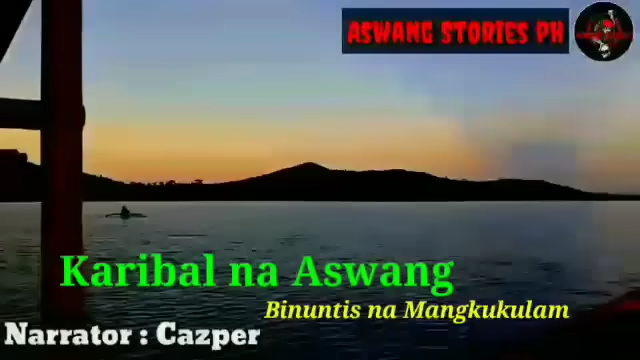 ASWANG STORIES PH
Karibal na Aswang
Binuntis na Mangkukulam
Narrator : Cazper